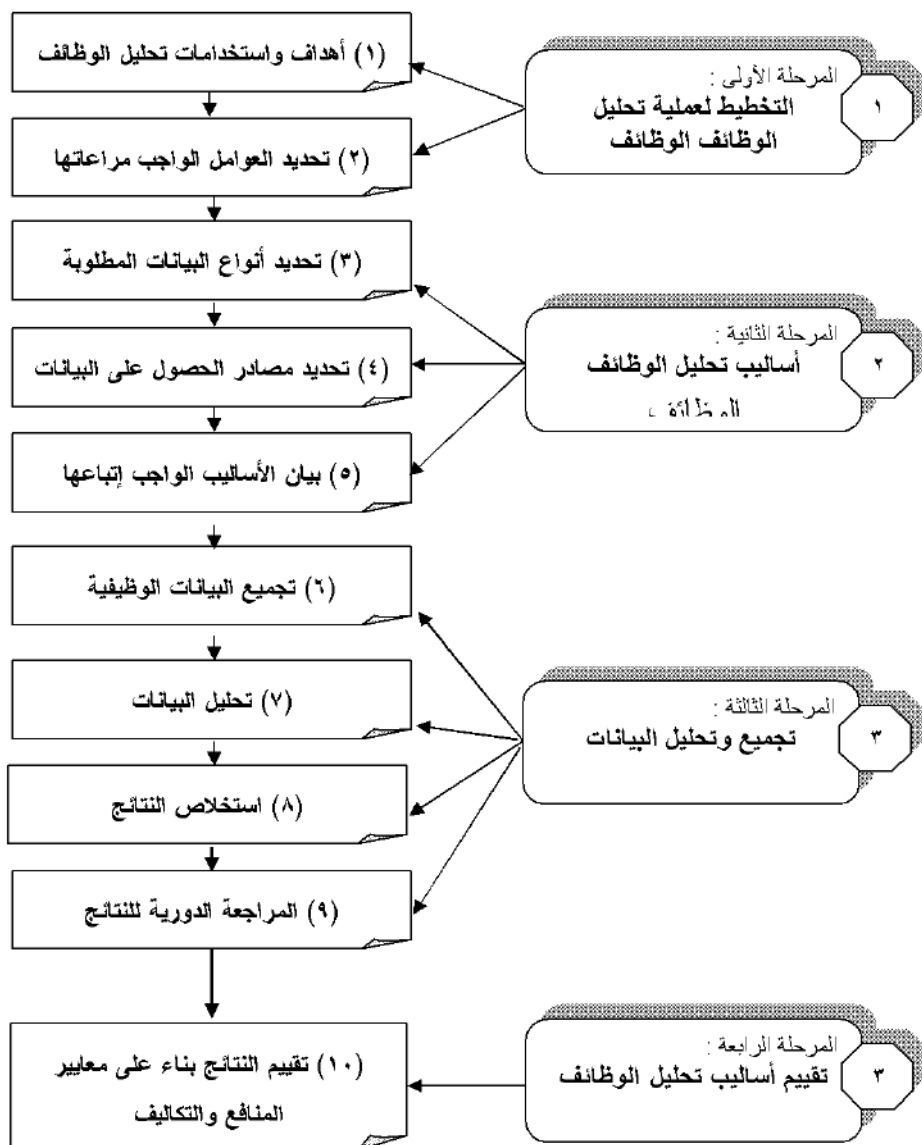 (١) أهداف واستخدامات تحليل الوظائف
(٢) تحديد العوامل الواجب مراعاتها
المرحلة الأولى :
التخطيط لعملية تحليل
الوظائف الوظائف
١
(٣) تحديد أنواع البيانات المطلوبة
(٤) تحديد مصادر الحصول على البيانات
(٥) بيان الأساليب الواجب إتباعها
المرحلة الثانية :
أساليب تحليل الوظائف
الوظائف
٢
(٦) تجميع البيانات الوظيفية
(٧) تحليل البيانات
(٨) استخلاص النتائج
(٩) المراجعة الدورية للنتائج
المرحلة الثالثة :
تجميع وتحليل البيانات
٣
(١٠) تقييم النتائج بناء على معايير
المنافع والتكاليف
المرحلة الرابعة :
تقييم أساليب تحليل الوظائف
٣